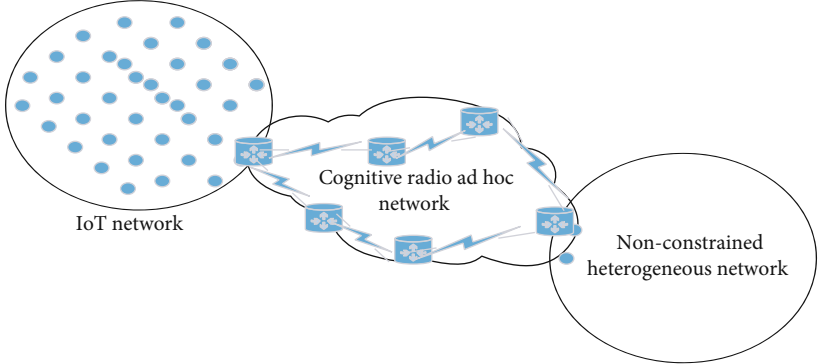 IoT network
Cognitive radio ad hoc
network
Non-constrained
heterogeneous network